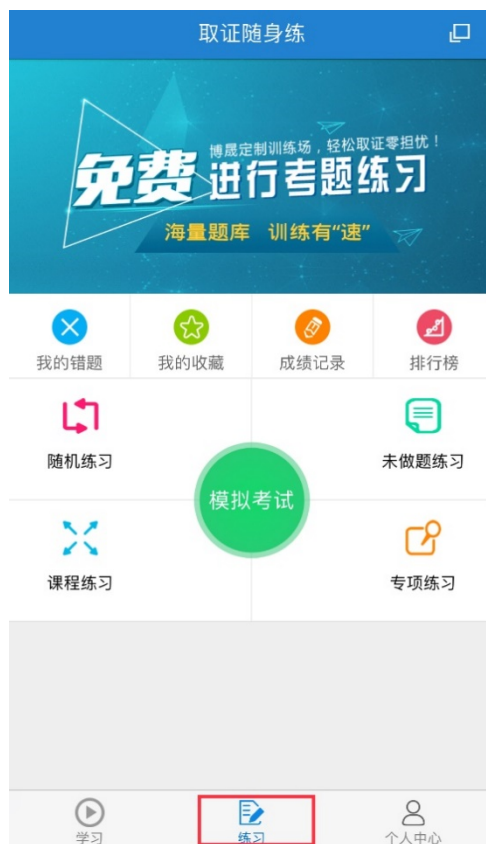 取证随身练
博晟定制训练场，轻松取证零担忧！
免费进行专题练习
海量题库 训练有“速”
我的错题 我的收藏 成绩记录 排行榜
随机练习 未做题练习
模拟考试
课程练习 专项练习
学习 练习 个人中心